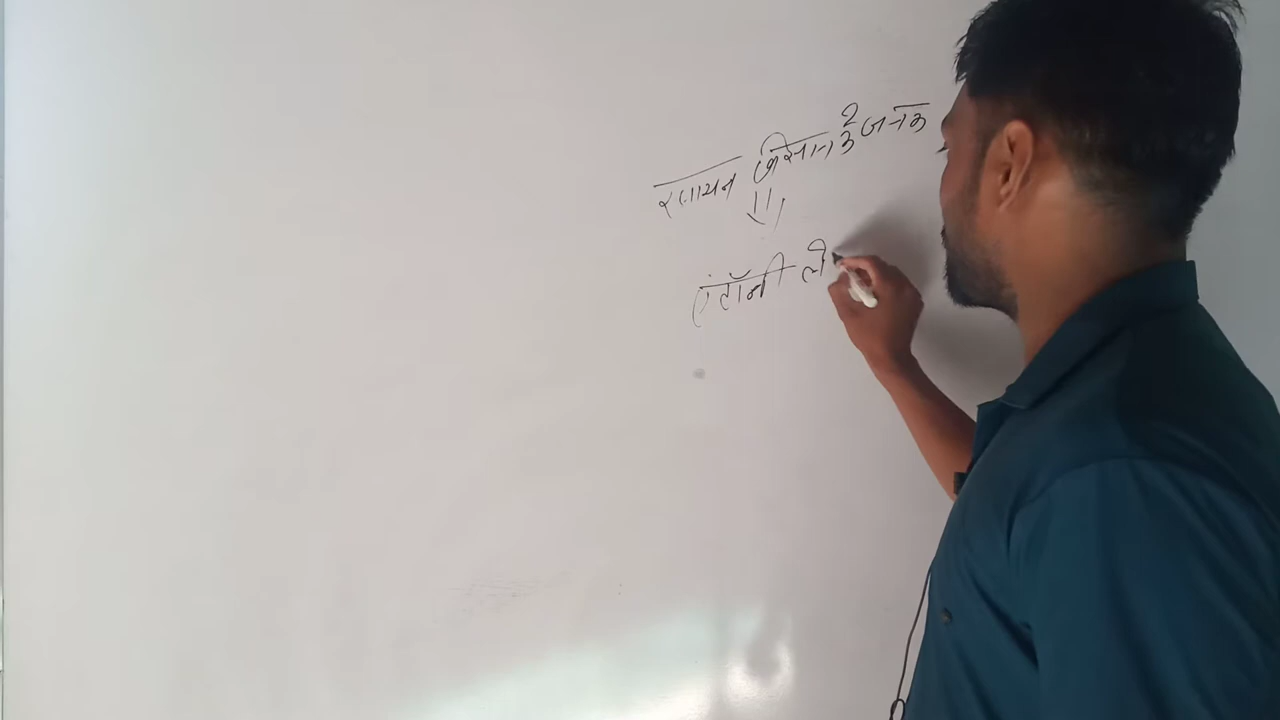 रसायन विज्ञान के जनक
एंटॉनी ले